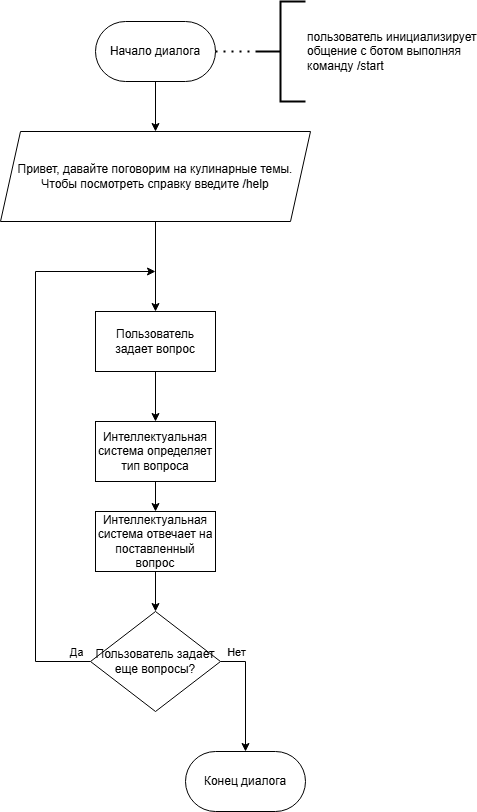 Начало диалога
пользователь инициализирует
общение с ботом выполняя
команду /start
Привет, давайте поговорим на кулинарные темы.
Чтобы посмотреть справку введите /help
Пользователь
задает вопрос
Интеллектуальная
система определяет
тип вопроса
Интеллектуальная
система отвечает на
поставленный
вопрос
Да
Пользователь задает
еще вопросы?
Нет
Конец диалога